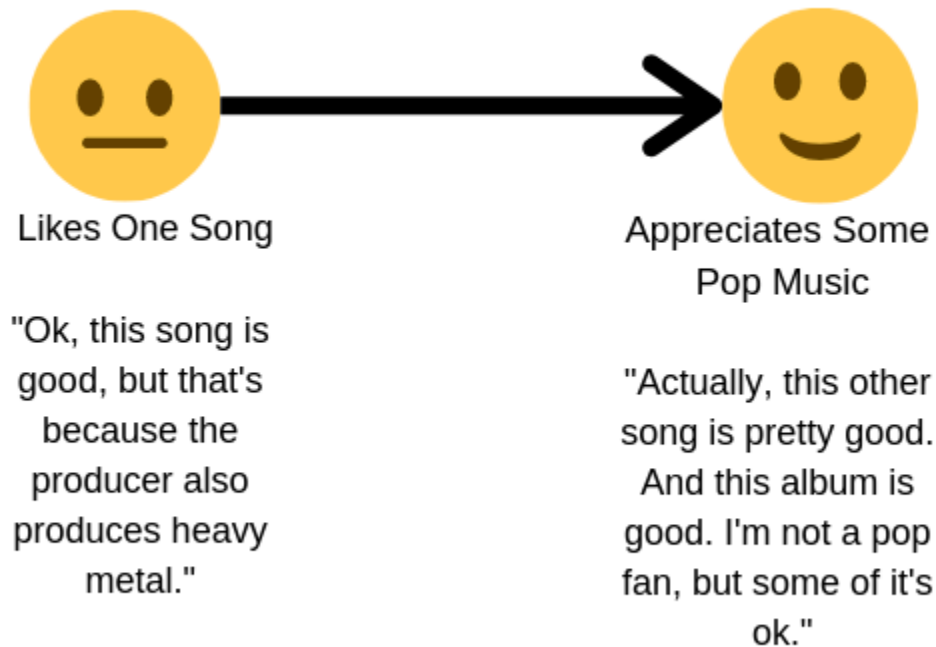 Likes One Song
"Ok, this song is
good, but that's
because the
producer also
produces heavy
metal."
Appreciates Some
Pop Music
"Actually, this other
song is pretty good.
And this album is
good. I'm not a pop
fan, but some of it's
ok."